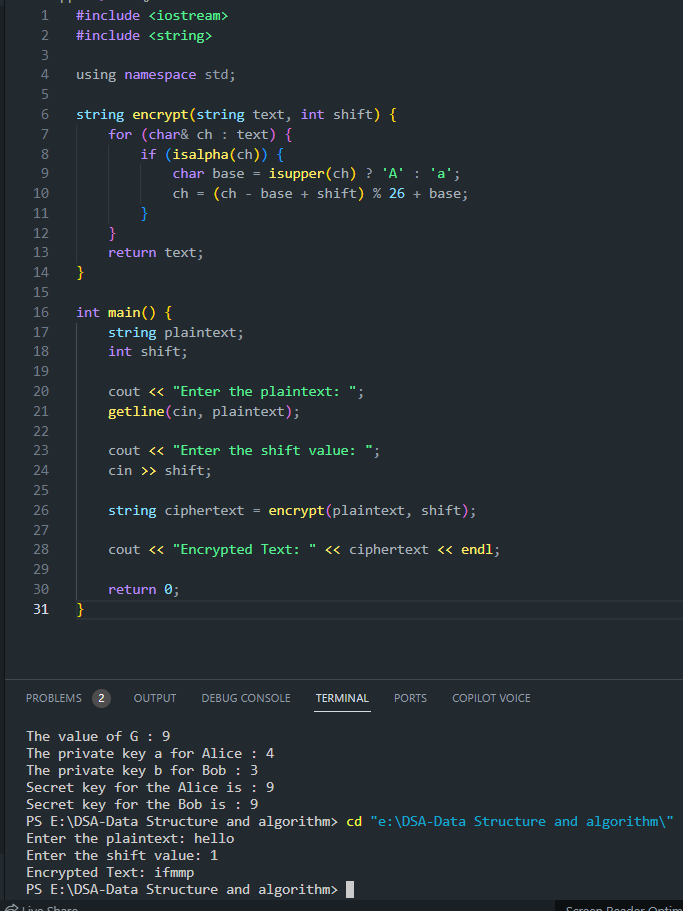 1 #include <iostream>
2 #include <string>
3
4 using namespace std;
5
6 string encrypt(string text, int shift) {
7     for (char& ch : text) {
8         if (isalpha(ch)) {
9             char base = isupper(ch) ? 'A' : 'a';
10             ch = (ch - base + shift) % 26 + base;
11         }
12     }
13     return text;
14 }
15
16 int main() {
17     string plaintext;
18     int shift;
19
20     cout << "Enter the plaintext: ";
21     getline(cin, plaintext);
22
23     cout << "Enter the shift value: ";
24     cin >> shift;
25
26     string ciphertext = encrypt(plaintext, shift);
27
28     cout << "Encrypted Text: " << ciphertext << endl;
29
30     return 0;
31 }
PROBLEMS 2 OUTPUT DEBUG CONSOLE TERMINAL PORTS COPILOT VOICE
The value of G : 9
The private key a for Alice : 4
The private key b for Bob : 3
Secret key for the Alice is : 9
Secret key for the Bob is : 9
PS E:\DSA-Data Structure and algorithm> cd "e:\DSA-Data Structure and algorithm\"
Enter the plaintext: hello
Enter the shift value: 1
Encrypted Text: ifmmp
PS E:\DSA-Data Structure and algorithm>
Live Share Screen Reader Optim